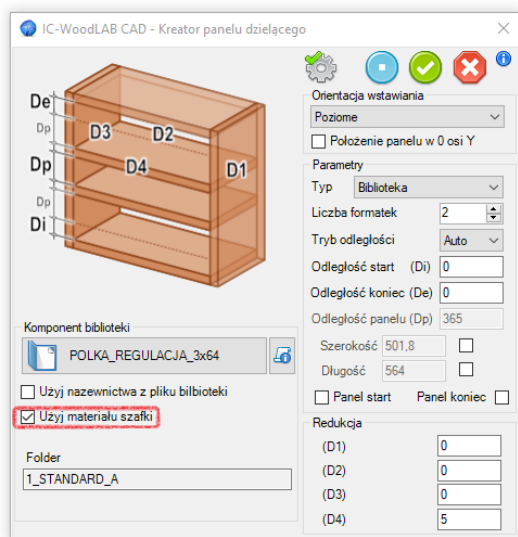 IC-WoodLAB CAD - Kreator panelu dzielącego
De
Dp
Dp
Dp
Di
D3
D2
D4
D1
Komponent biblioteki
POLKA_REGULACJA_3x64
Użyj nazewnictwa z pliku bilbioteki
Użyj materiału szafki
Folder
1_STANDARD_A
Orientacja wstawiania
Poziome
Położenie panelu w 0 osi Y
Parametry
Typ Biblioteka
Liczba formatek 2
Tryb odległości Auto
Odległość start (Di) 0
Odległość koniec (De) 0
Odległość panelu (Dp) 365
Szerokość 501,8
Długość 564
Panel start Panel koniec
Redukcja
(D1) 0
(D2) 0
(D3) 0
(D4) 5